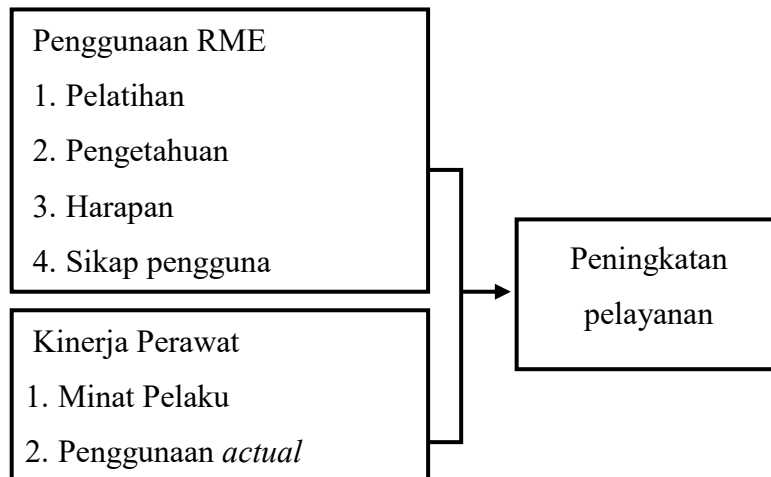 Penggunaan RME
1. Pelatihan
2. Pengetahuan
3. Harapan
4. Sikap pengguna
Kinerja Perawat
1. Minat Pelaku
2. Penggunaan actual
Peningkatan
pelayanan